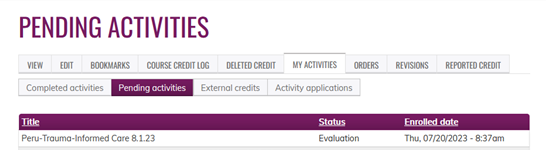 PENDING ACTIVITIES
VIEW EDIT BOOKMARKS COURSE CREDIT LOG DELETED CREDIT MY ACTIVITIES ORDERS REVISIONS REPORTED CREDIT
Completed activities Pending activities External credits Activity applications
Title Status Enrolled date
Peru-Trauma-Informed Care 8.1.23 Evaluation Thu, 07/20/2023 - 8:37am